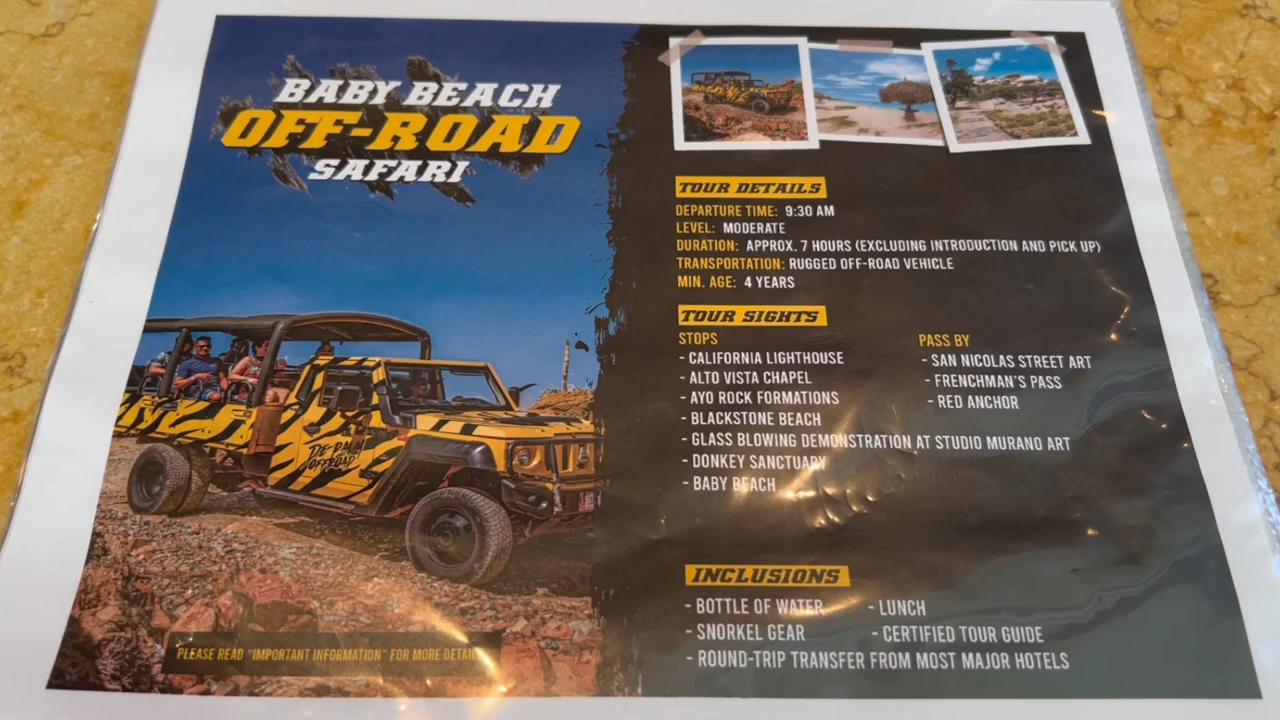 BABY BEACH
OFF-ROAD
SAFARI
DE PALM
OFFROAD
PLEASE READ "IMPORTANT INFORMATION" FOR MORE DETAILS
TOUR DETAILS
DEPARTURE TIME: 9:30 AM
LEVEL: MODERATE
DURATION: APPROX. 7 HOURS (EXCLUDING INTRODUCTION AND PICK UP)
TRANSPORTATION: RUGGED OFF-ROAD VEHICLE
MIN. AGE: 4 YEARS
TOUR SIGHTS
STOPS
- CALIFORNIA LIGHTHOUSE
- ALTO VISTA CHAPEL
- AYO ROCK FORMATIONS
- BLACKSTONE BEACH
- GLASS BLOWING DEMONSTRATION AT STUDIO MURANO ART
- DONKEY SANCTUARY
- BABY BEACH
PASS BY
- SAN NICOLAS STREET ART
- FRENCHMAN'S PASS
- RED ANCHOR
INCLUSIONS
- BOTTLE OF WATER
- SNORKEL GEAR
- ROUND-TRIP TRANSFER FROM MOST MAJOR HOTELS
- LUNCH
- CERTIFIED TOUR GUIDE